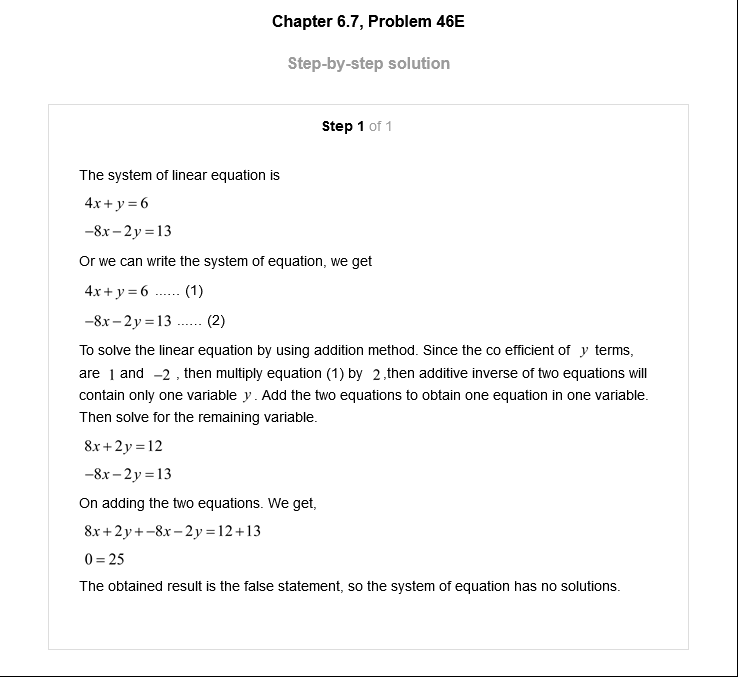 Chapter 6.7, Problem 46E
Step-by-step solution
Step 1 of 1
The system of linear equation is
4x + y = 6
−8x − 2y = 13
Or we can write the system of equation, we get
4x + y = 6 ...... (1)
−8x − 2y = 13 ...... (2)
To solve the linear equation by using addition method. Since the co efficient of y terms,
are 1 and −2 , then multiply equation (1) by 2 ,then additive inverse of two equations will
contain only one variable y . Add the two equations to obtain one equation in one variable.
Then solve for the remaining variable.
8x + 2y = 12
−8x − 2y = 13
On adding the two equations. We get,
8x + 2y + −8x − 2y = 12 + 13
0 = 25
The obtained result is the false statement, so the system of equation has no solutions.